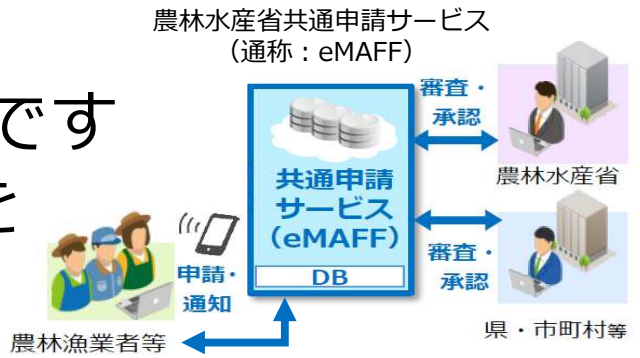 農林水産省共通申請サービス
（通称：eMAFF）
です
と
審査・
承認
農林水産省
共通申請
サービス
（eMAFF）
DB
申請・
通知
審査・
承認
農林漁業者等
県・市町村等